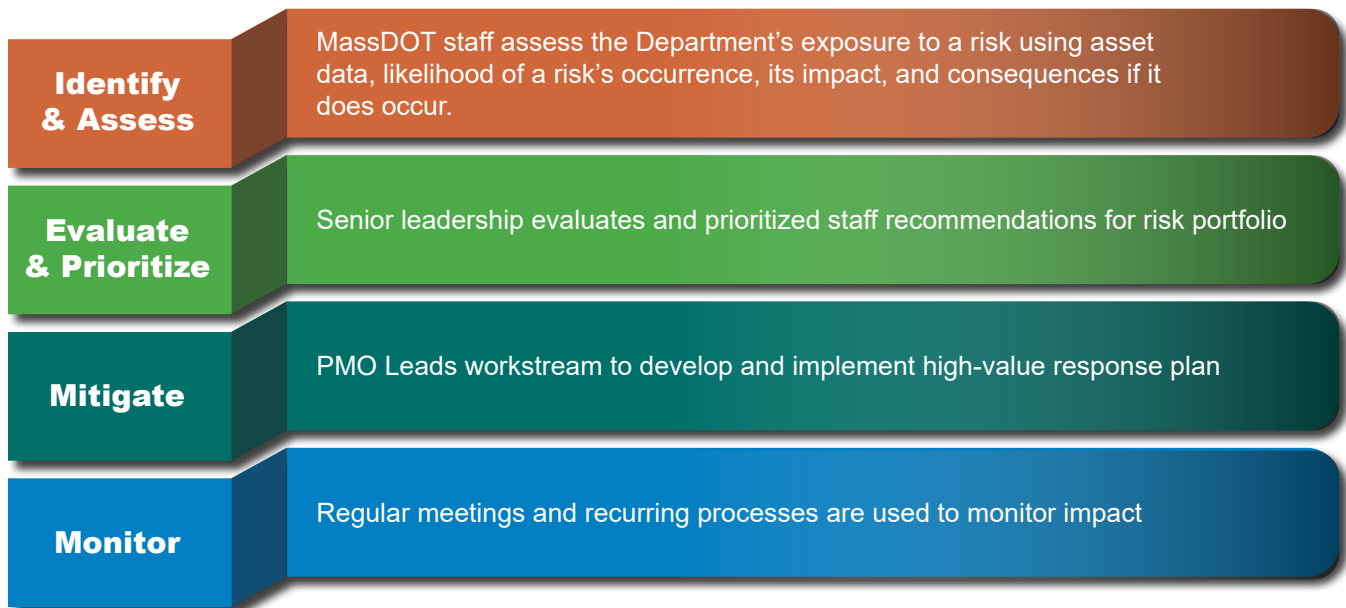 Identify
& Assess
MassDOT staff assess the Department’s exposure to a risk using asset
data, likelihood of a risk’s occurrence, its impact, and consequences if it
does occur.
Evaluate
& Prioritize
Senior leadership evaluates and prioritized staff recommendations for risk portfolio
Mitigate
PMO Leads workstream to develop and implement high-value response plan
Monitor
Regular meetings and recurring processes are used to monitor impact